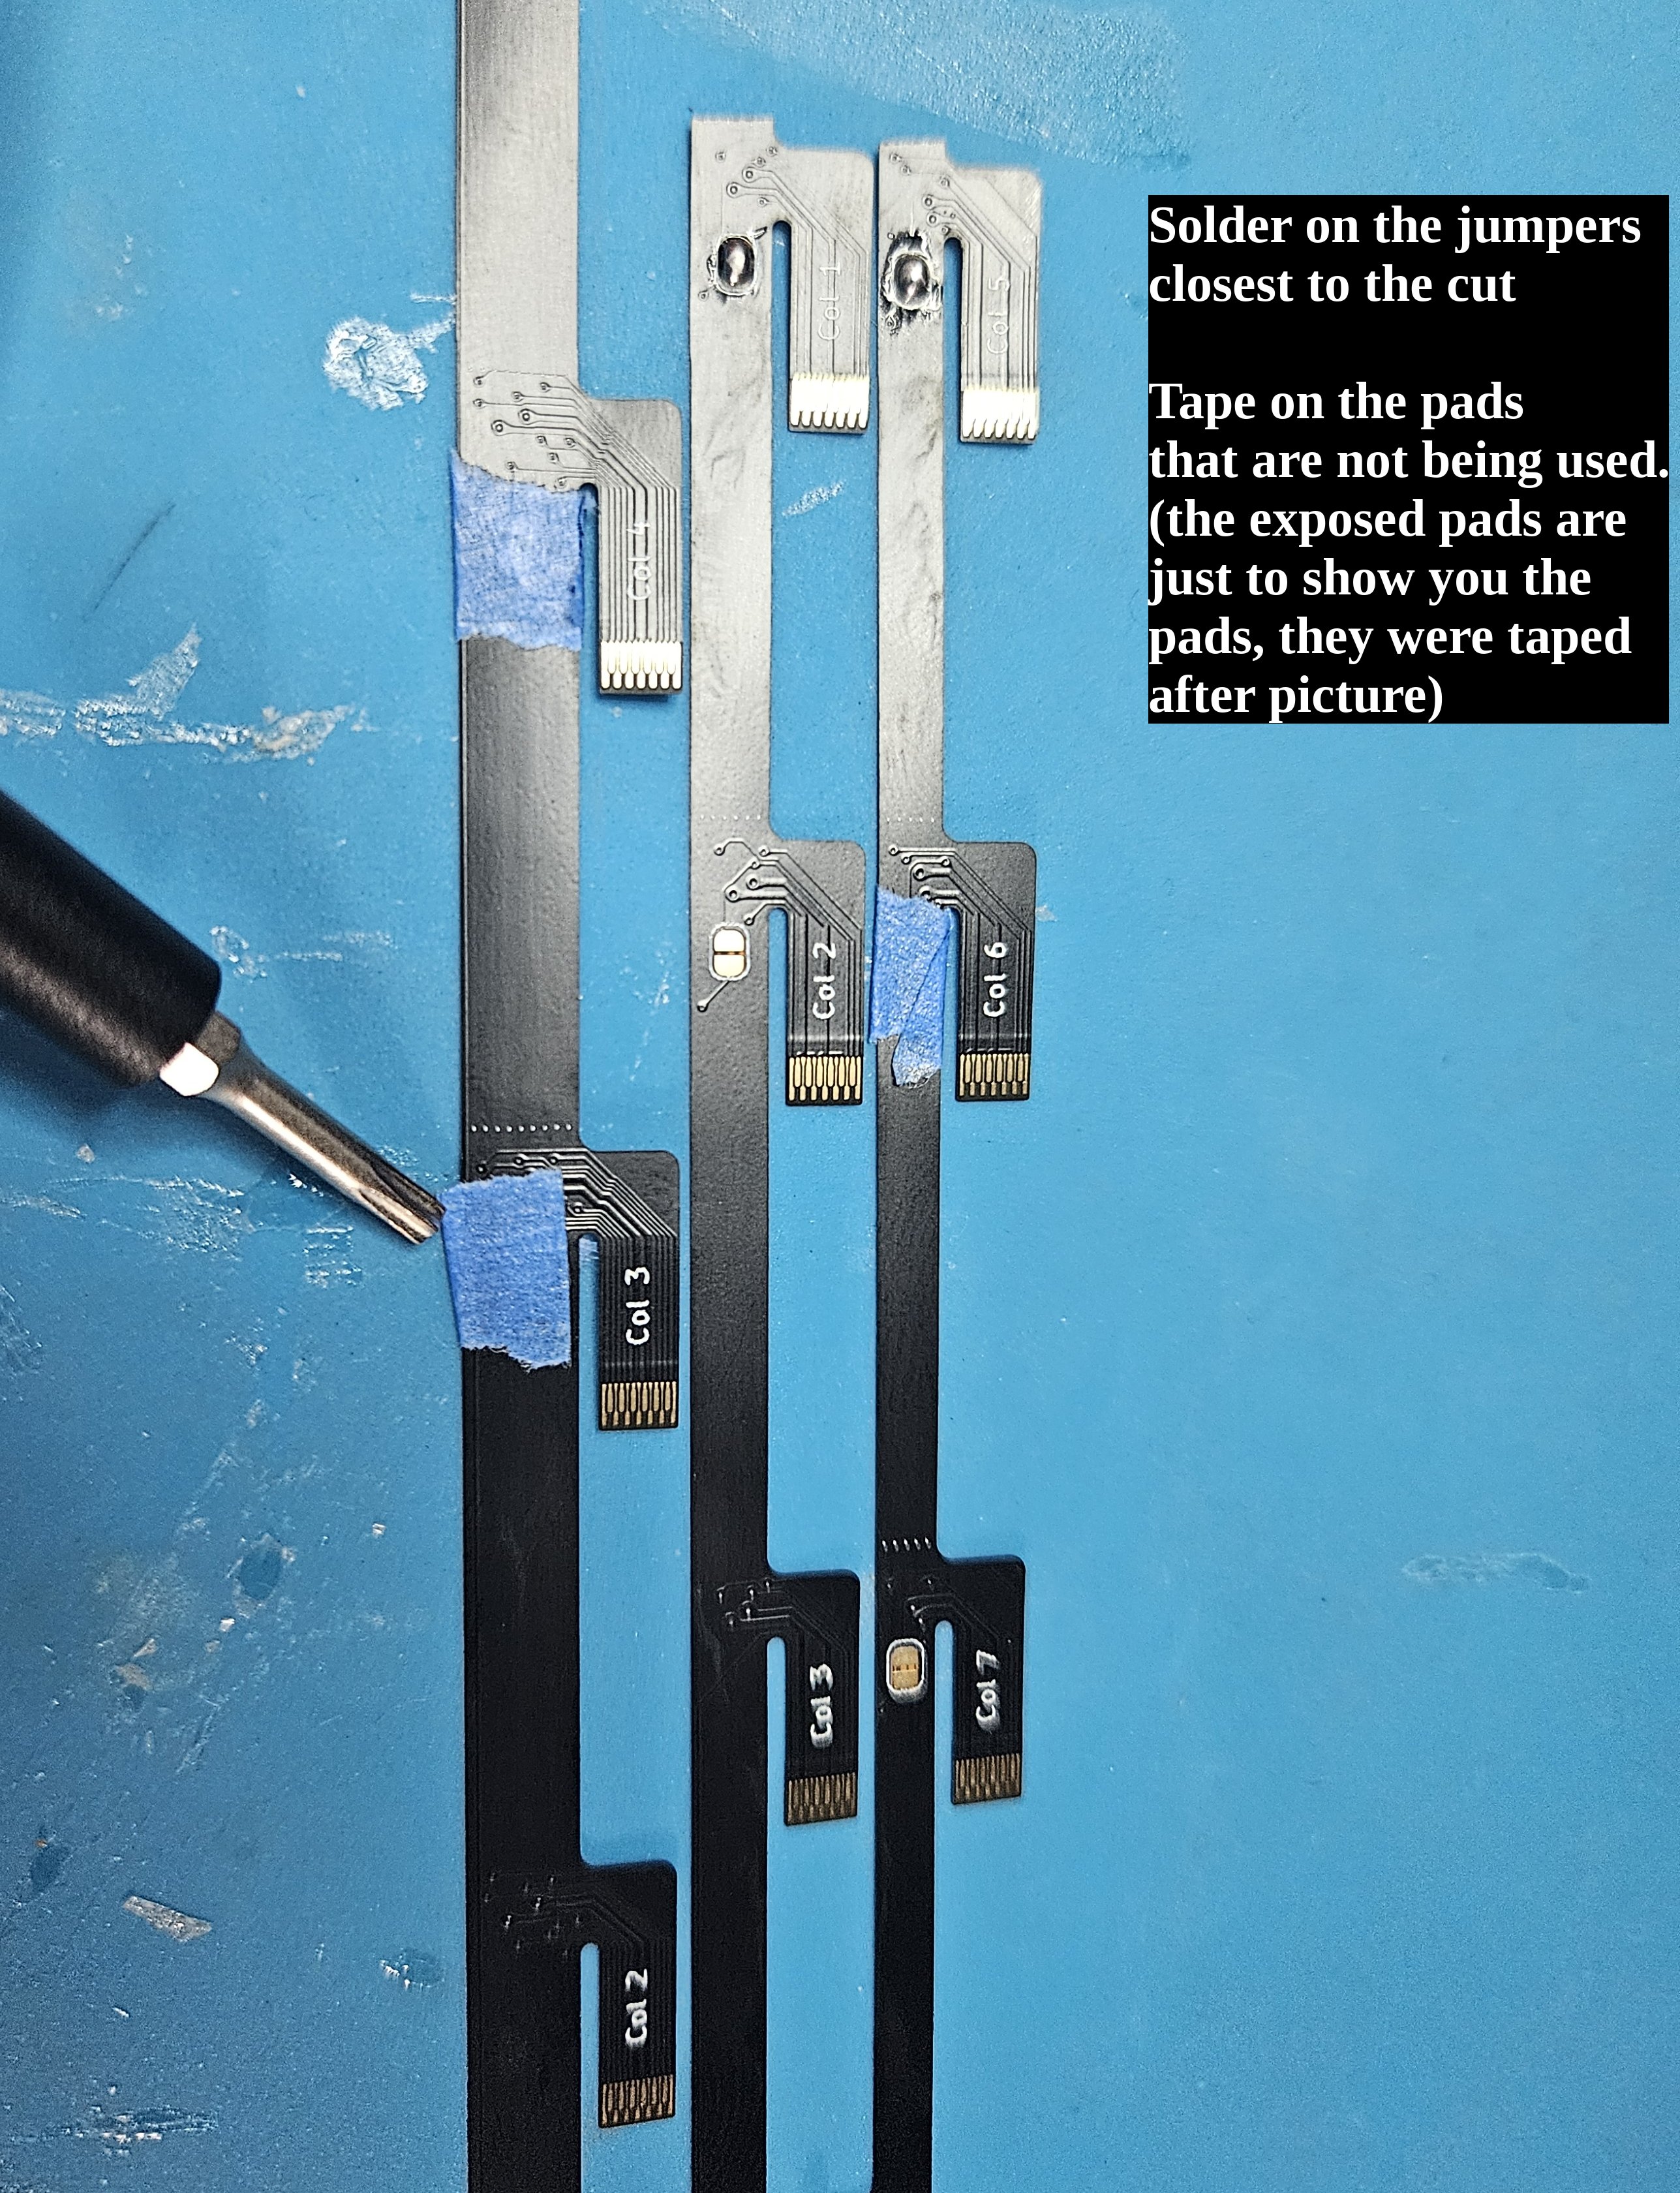 Solder on the jumpers
closest to the cut
Tape on the pads
that are not being used.
(the exposed pads are
just to show you the
pads, they were taped
after picture)
Col 1
Col 5
Col 4
Col 2
Col 6
Col 3
Col 3
Col 7
Col 2